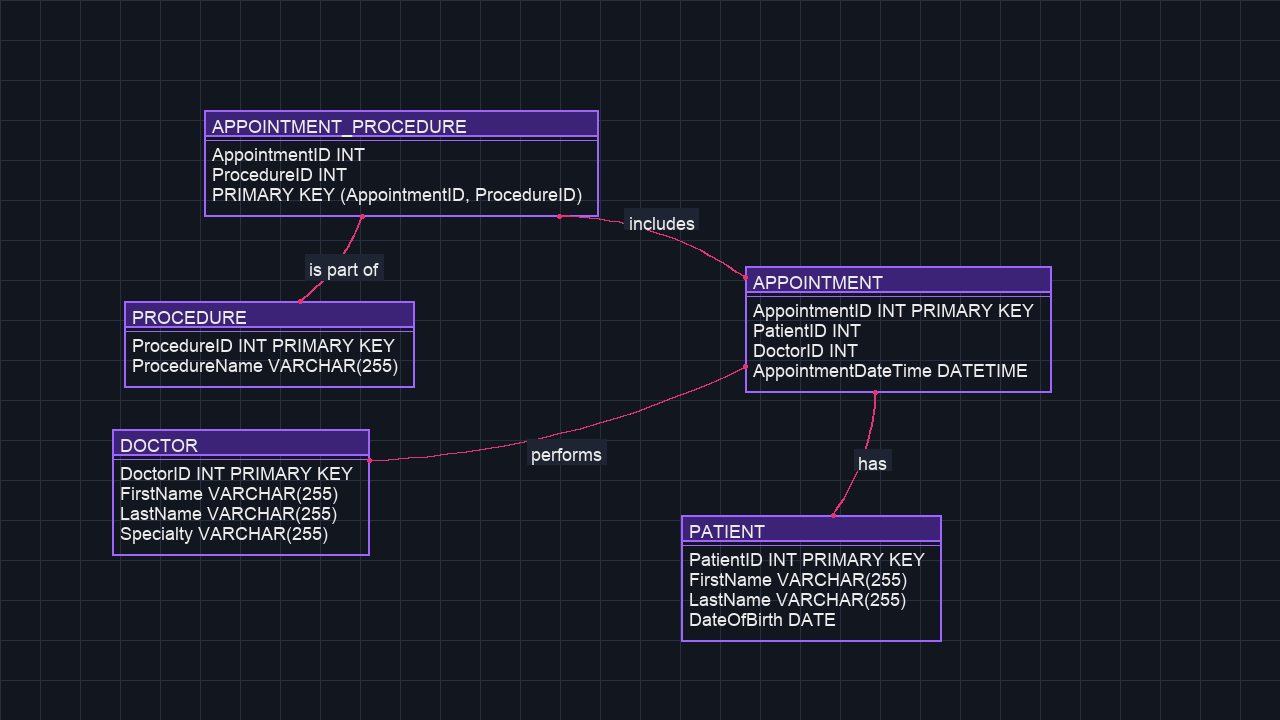 APPOINTMENT_PROCEDURE
AppointmentID INT
ProcedureID INT
PRIMARY KEY (AppointmentID, ProcedureID)
includes
is part of
APPOINTMENT
AppointmentID INT PRIMARY KEY
PatientID INT
DoctorID INT
AppointmentDateTime DATETIME
PROCEDURE
ProcedureID INT PRIMARY KEY
ProcedureName VARCHAR(255)
DOCTOR
DoctorID INT PRIMARY KEY
FirstName VARCHAR(255)
LastName VARCHAR(255)
Specialty VARCHAR(255)
performs
has
PATIENT
PatientID INT PRIMARY KEY
FirstName VARCHAR(255)
LastName VARCHAR(255)
DateOfBirth DATE